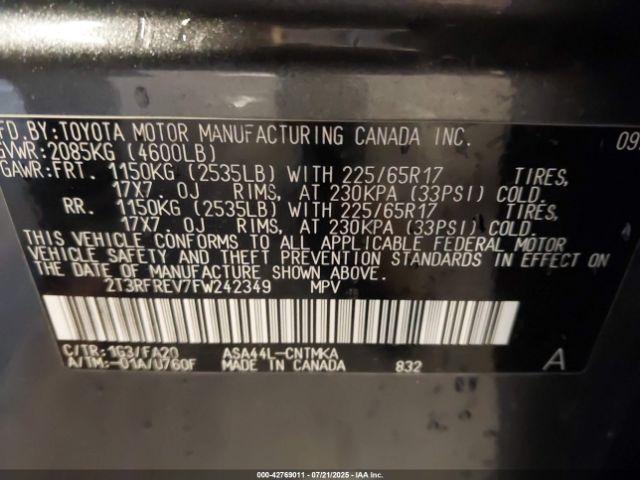 FD.BY:TOYOTA MOTOR MANUFACTURING CANADA INC. 09
GVWR:2085KG (4600LB)
GAWR:FRT. 1150KG (2535LB) WITH 225/65R17 TIRES,
17X7. 0J RIMS, AT 230KPA (33PSI) COLD.
RR. 1150KG (2535LB) WITH 225/65R17 TIRES,
17X7. 0J RIMS, AT 230KPA (33PSI) COLD.
THIS VEHICLE CONFORMS TO ALL APPLICABLE FEDERAL MOTOR
VEHICLE SAFETY AND THEFT PREVENTION STANDARDS IN EFFECT
ON THE DATE OF MANUFACTURE SHOWN ABOVE.
2T3RFREV7FW242349 MPV
C/TR:1G3/FA20 ASA44L-CNTMKA
A/TM:-01A/U760F MADE IN CANADA 832 A
000-42769011 | 07/21/2025 - IAAI.COM